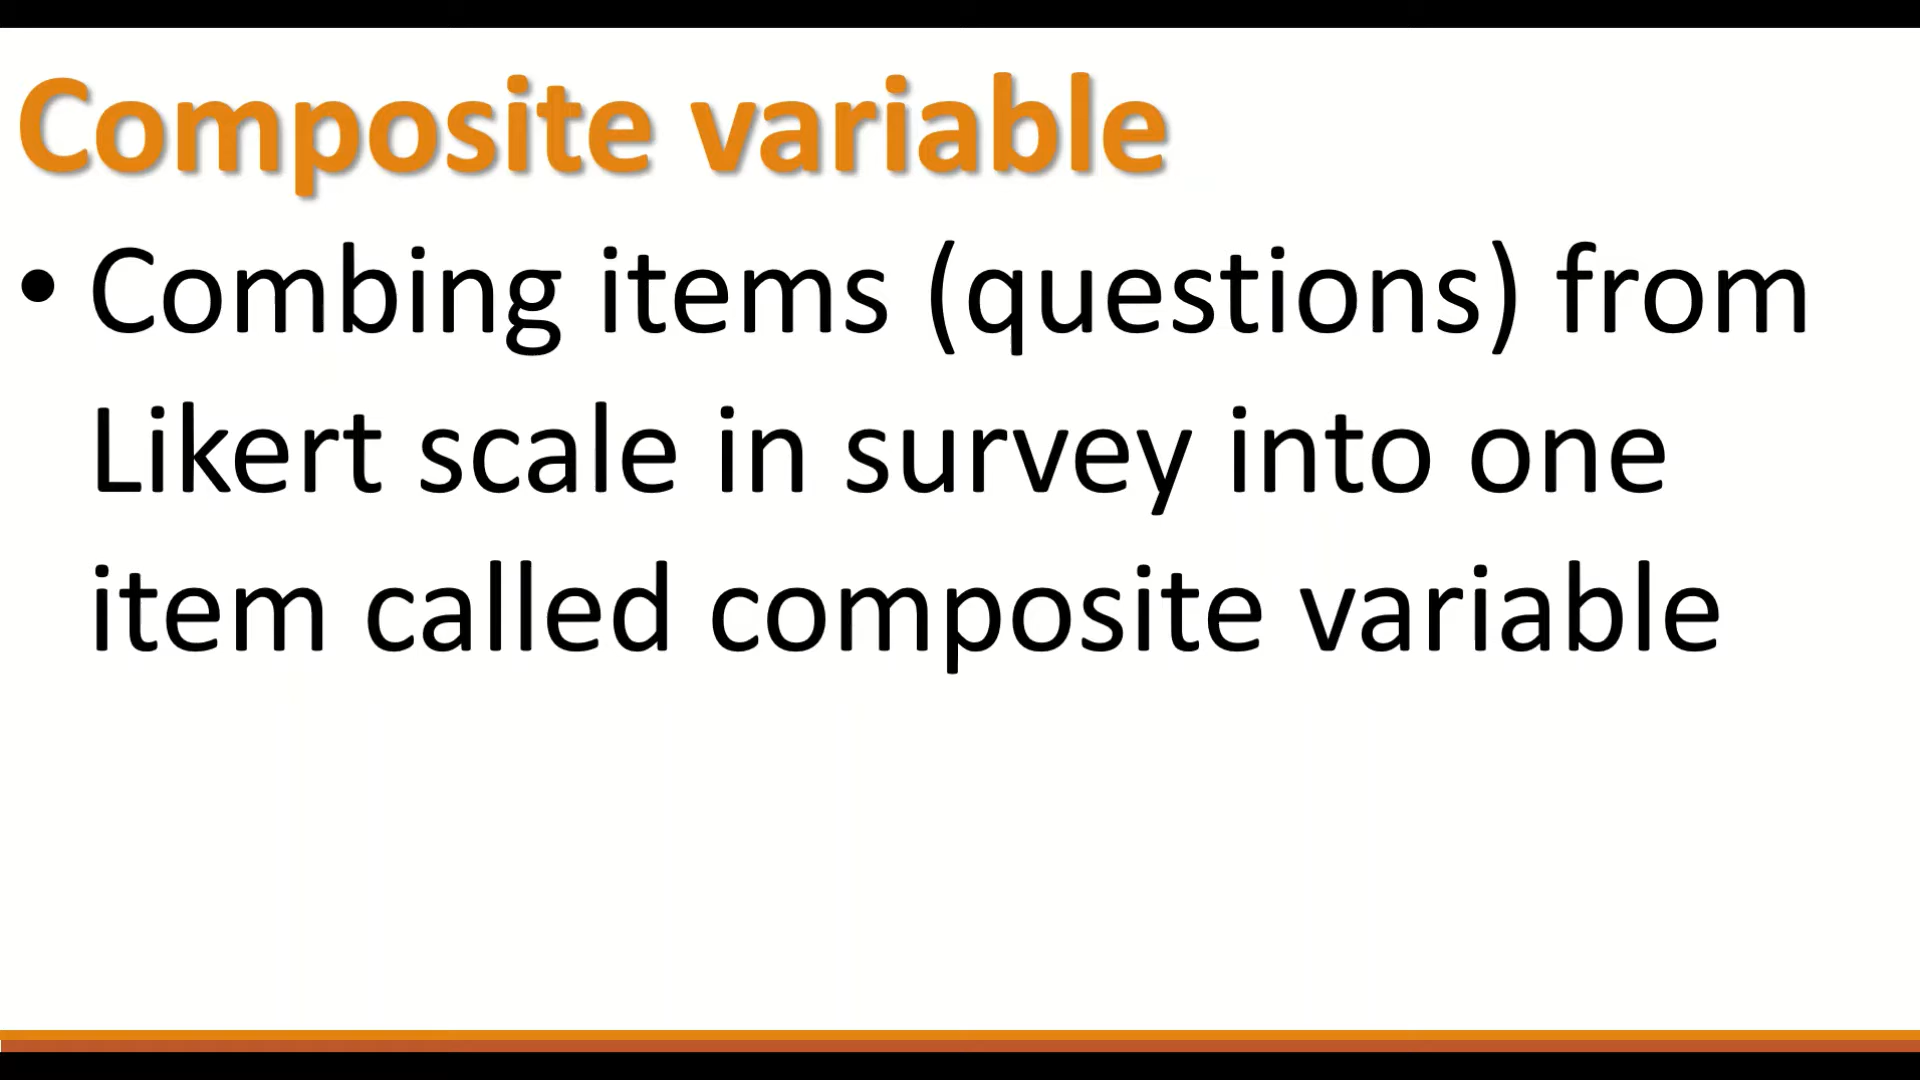 Composite variable
• Combing items (questions) from
Likert scale in survey into one
item called composite variable